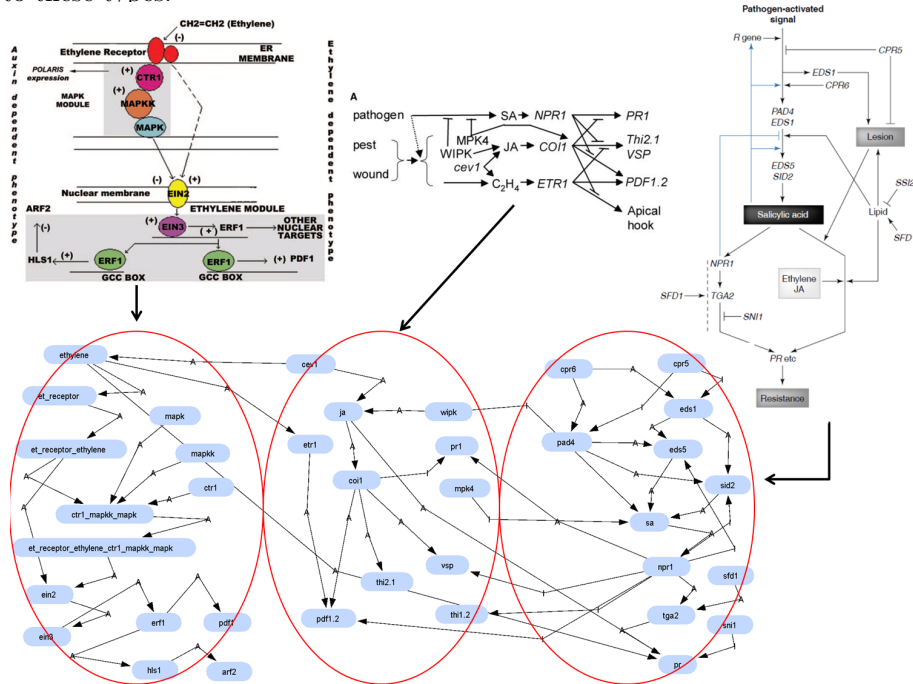 CH2=CH2 (Ethylene)
(-)
Ethylene Receptor
ER
MEMBRANE
Auxin dependent phenotype
Ethylene dependent phenotype
POLARIS
expression
(+)
CTR1
MAPK
MODULE
(+)
MAPKK
MAPK
(-)
(+)
Nuclear membrane
EIN2
ARF2
ETHYLENE MODULE
(+)
EIN3
ERF1
(+)
OTHER
NUCLEAR
TARGETS
(-)
HLS1
(+)
ERF1
ERF1
(+)
PDF1
GCC BOX
GCC BOX
A
pathogen
SA
NPR1
PR1
MPK4
pest
WIPK
JA
COI1
Thi2.1
VSP
wound
cev1
C2H4
ETR1
PDF1.2
Apical
hook
Pathogen-activated
signal
R gene
CPR5
EDS1
CPR6
PAD4
EDS1
Lesion
EDS5
SID2
SSI2
Salicylic acid
Lipid
SFD
NPR1
Ethylene
JA
SFD1
TGA2
SNI1
PR etc
Resistance
ethylene
cev1
cpr6
cpr5
et_receptor
mapk
ja
wipk
eds1
et_receptor_ethylene
mapkk
etr1
pr1
pad4
eds5
ctr1
coi1
mpk4
sid2
ctr1_mapkk_mapk
sa
et_receptor_ethylene_ctr1_mapkk_mapk
vsp
npr1
sfd1
ein2
thi2.1
erf1
pdf1
pdf1.2
thi1.2
tga2
sni1
ein3
hls1
arf2
pr